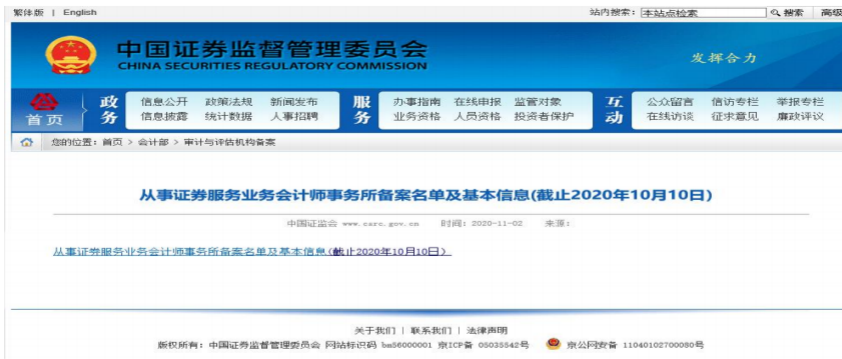 繁体版 | English 站内搜索: 本站点检索 搜索 高级
中国证券监督管理委员会
CHINA SECURITIES REGULATORY COMMISSION
发挥合力
首页 政务 信息公开 政策法规 新闻发布 服务 办事指南 在线申报 监管对象 互动 公众留言 信访专栏 举报专栏
信息披露 统计数据 人事招聘 业务资格 人员资格 投资者保护 在线访谈 征求意见 廉政评议
您的位置: 首页 > 会计部 > 审计与评估机构备案
从事证券服务业务会计师事务所备案名单及基本信息(截止2020年10月10日)
中国证监会 www.csrc.gov.cn 时间: 2020-11-02 来源:
从事证券服务业务会计师事务所备案名单及基本信息(截止2020年10月10日)
关于我们 | 联系我们 | 法律声明
版权所有: 中国证券监督管理委员会 网站标识码 bm56000001 京ICP备 05035542号 京公网安备 11040102700080号